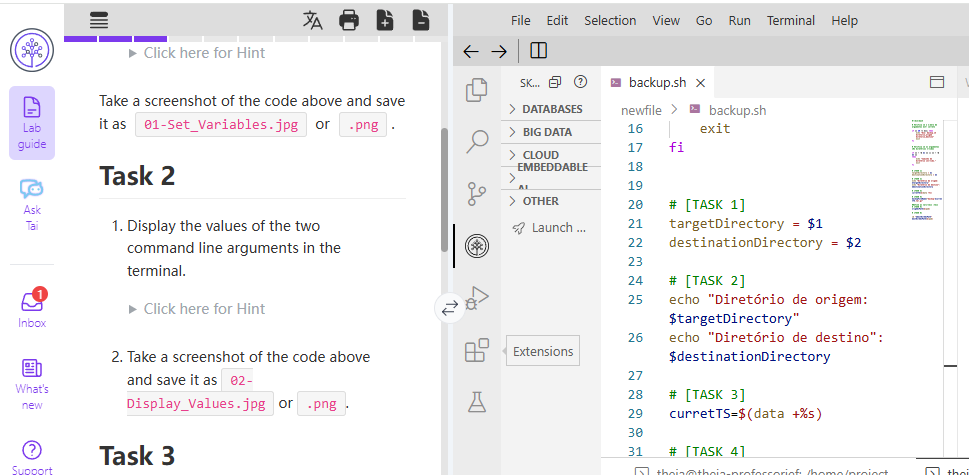 File Edit Selection View Go Run Terminal Help
Lab
guide
Ask
Tai
1
Inbox
What's
new
Support
Click here for Hint
Take a screenshot of the code above and save
it as 01-Set_Variables.jpg or .png .
Task 2
1. Display the values of the two
command line arguments in the
terminal.
Click here for Hint
2. Take a screenshot of the code above
and save it as 02-
Display_Values.jpg or .png .
Task 3
SK...
DATABASES
BIG DATA
CLOUD
EMBEDDABLE
AI
OTHER
Launch ...
Extensions
backup.sh
newfile > backup.sh
16 exit
17 fi
18
19
20 # [TASK 1]
21 targetDirectory = $1
22 destinationDirectory = $2
23
24 # [TASK 2]
25 echo "Diretório de origem:
$targetDirectory"
26 echo "Diretório de destino":
$destinationDirectory
27
28 # [TASK 3]
29 curretTS=$(data +%s)
30
31 # [TASK 4]
theia@theia-professorief: /home/project
thei